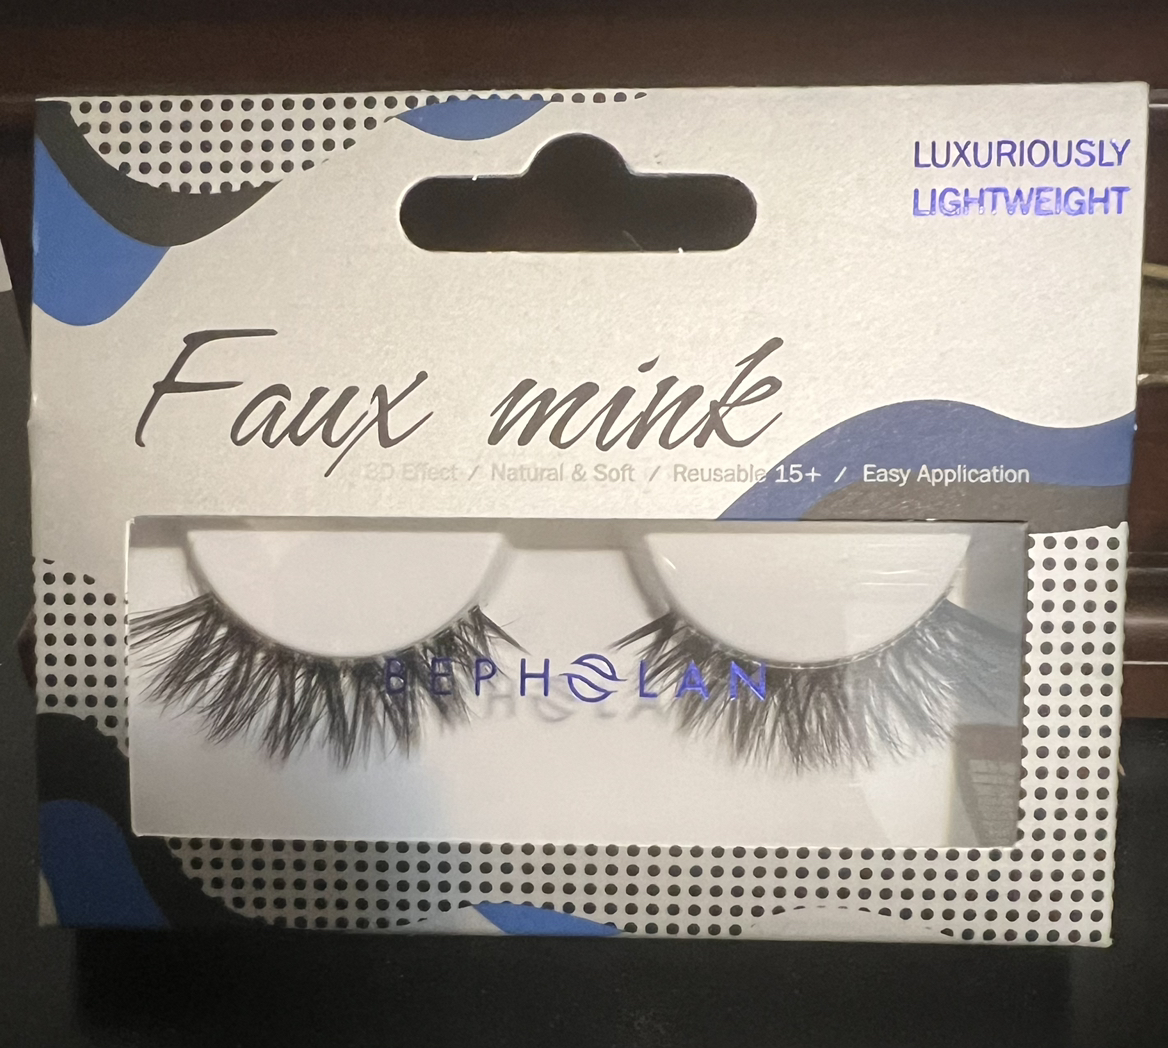 LUXURIOUSLY
LIGHTWEIGHT
Faux mink
3D Effect / Natural & Soft / Reusable 15+ / Easy Application
BEPHOLAN